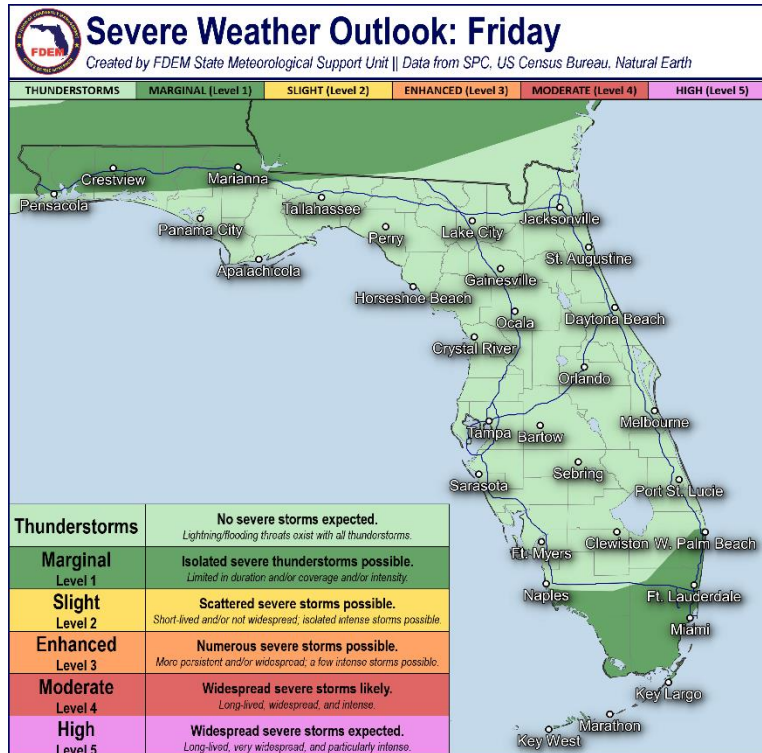 FDEM
Severe Weather Outlook: Friday
Created by FDEM State Meteorological Support Unit || Data from SPC, US Census Bureau, Natural Earth
THUNDERSTORMS MARGINAL (Level 1) SLIGHT (Level 2) ENHANCED (Level 3) MODERATE (Level 4) HIGH (Level 5)
Crestview
Marianna
Pensacola
Tallahassee
Jacksonville
Panama City
Perry
Lake City
St. Augustine
Apalachicola
Gainesville
Horseshoe Beach
Ocala
Daytona Beach
Crystal River
Orlando
Melbourne
Tampa
Bartow
Sebring
Sarasota
Port St. Lucie
Ft. Myers
Clewiston
W. Palm Beach
Naples
Ft. Lauderdale
Miami
Key Largo
Marathon
Key West
Thunderstorms
No severe storms expected.
Lightning/flooding threats exist with all thunderstorms.
Marginal
Level 1
Isolated severe thunderstorms possible.
Limited in duration and/or coverage and/or intensity.
Slight
Level 2
Scattered severe storms possible.
Short-lived and/or not widespread; isolated intense storms possible.
Enhanced
Level 3
Numerous severe storms possible.
More persistent and/or widespread; a few intense storms possible.
Moderate
Level 4
Widespread severe storms likely.
Long-lived, widespread, and intense.
High
Level 5
Widespread severe storms expected.
Long-lived, very widespread, and particularly intense.